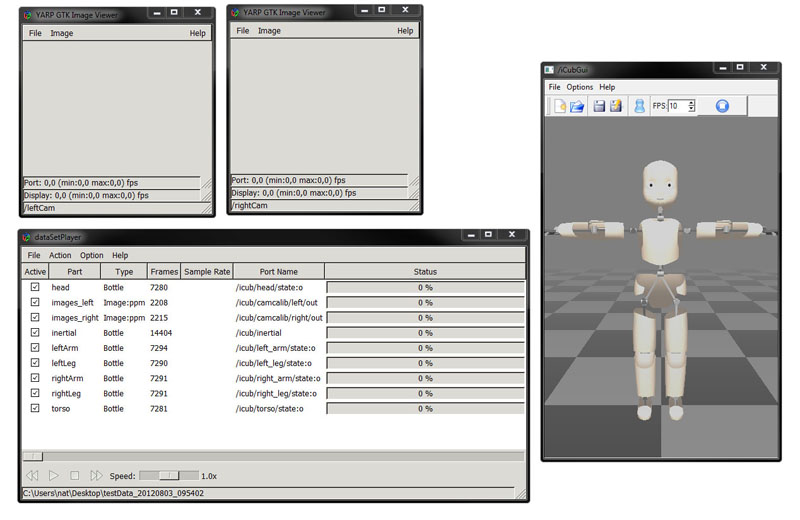 YARP GTK Image Viewer
File Image Help
Port: 0,0 (min:0,0 max:0,0) fps
Display: 0,0 (min:0,0 max:0,0) fps
/leftCam
YARP GTK Image Viewer
File Image Help
Port: 0,0 (min:0,0 max:0,0) fps
Display: 0,0 (min:0,0 max:0,0) fps
/rightCam
/iCubGui
File Options Help
FPS: 10
dataSetPlayer
File Action Option Help
Active Part Type Frames Sample Rate Port Name Status
head Bottle 7280 /icub/head/state:o 0 %
images_left Image:ppm 2208 /icub/camcalib/left/out 0 %
images_right Image:ppm 2215 /icub/camcalib/right/out 0 %
inertial Bottle 14404 /icub/inertial 0 %
leftArm Bottle 7294 /icub/left_arm/state:o 0 %
leftLeg Bottle 7290 /icub/left_leg/state:o 0 %
rightArm Bottle 7291 /icub/right_arm/state:o 0 %
rightLeg Bottle 7291 /icub/right_leg/state:o 0 %
torso Bottle 7281 /icub/torso/state:o 0 %
Speed: 1.0x
C:\Users\nat\Desktop\testData_20120803_095402